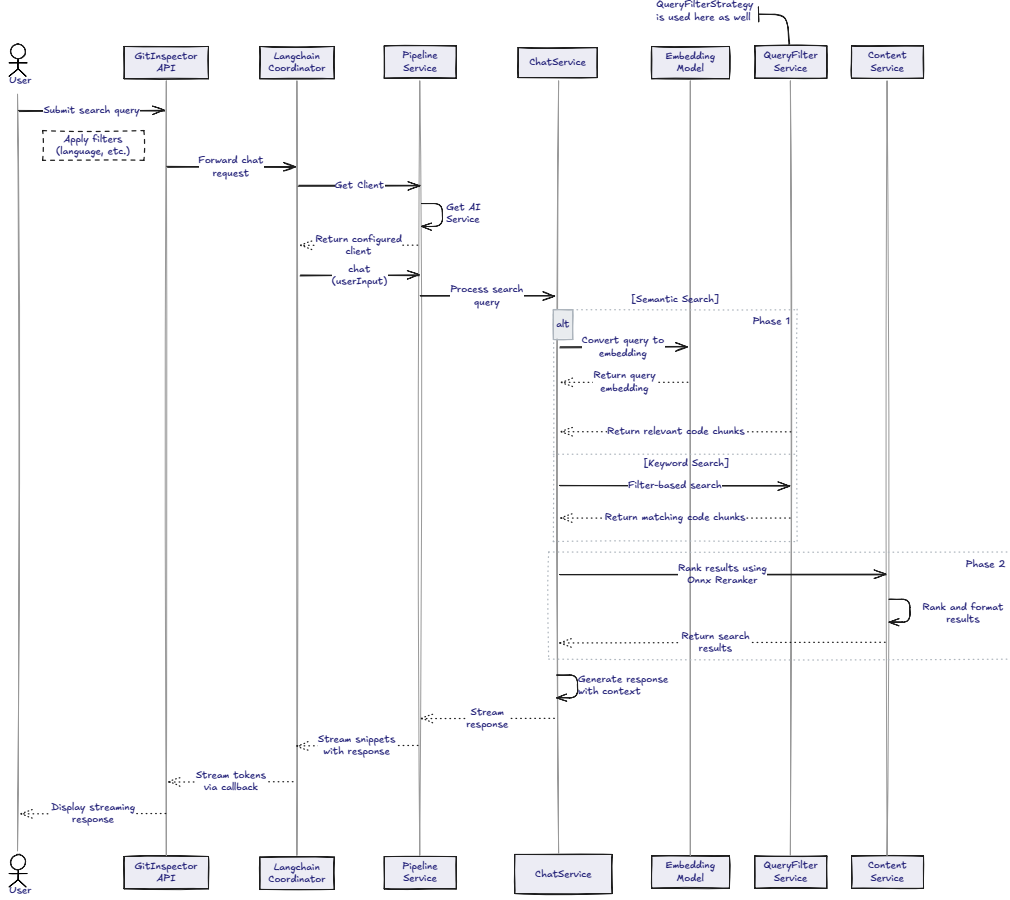 QueryFilterStrategy
is used here as well
User
GitInspector
API
Langchain
Coordinator
Pipeline
Service
ChatService
Embedding
Model
QueryFilter
Service
Content
Service
Submit search query
Apply filters
(language, etc.)
Forward chat
request
Get Client
Get AI
Service
Return configured
client
chat
(userInput)
Process search
query
[Semantic Search]
alt
Phase 1
Convert query to
embedding
Return query
embedding
Return relevant code chunks
[Keyword Search]
Filter-based search
Return matching code chunks
Phase 2
Rank results using
Onnx Reranker
Rank and format
results
Return search
results
Generate response
with context
Stream
response
Stream snippets
with response
Stream tokens
via callback
Display streaming
response
User
GitInspector
API
Langchain
Coordinator
Pipeline
Service
ChatService
Embedding
Model
QueryFilter
Service
Content
Service